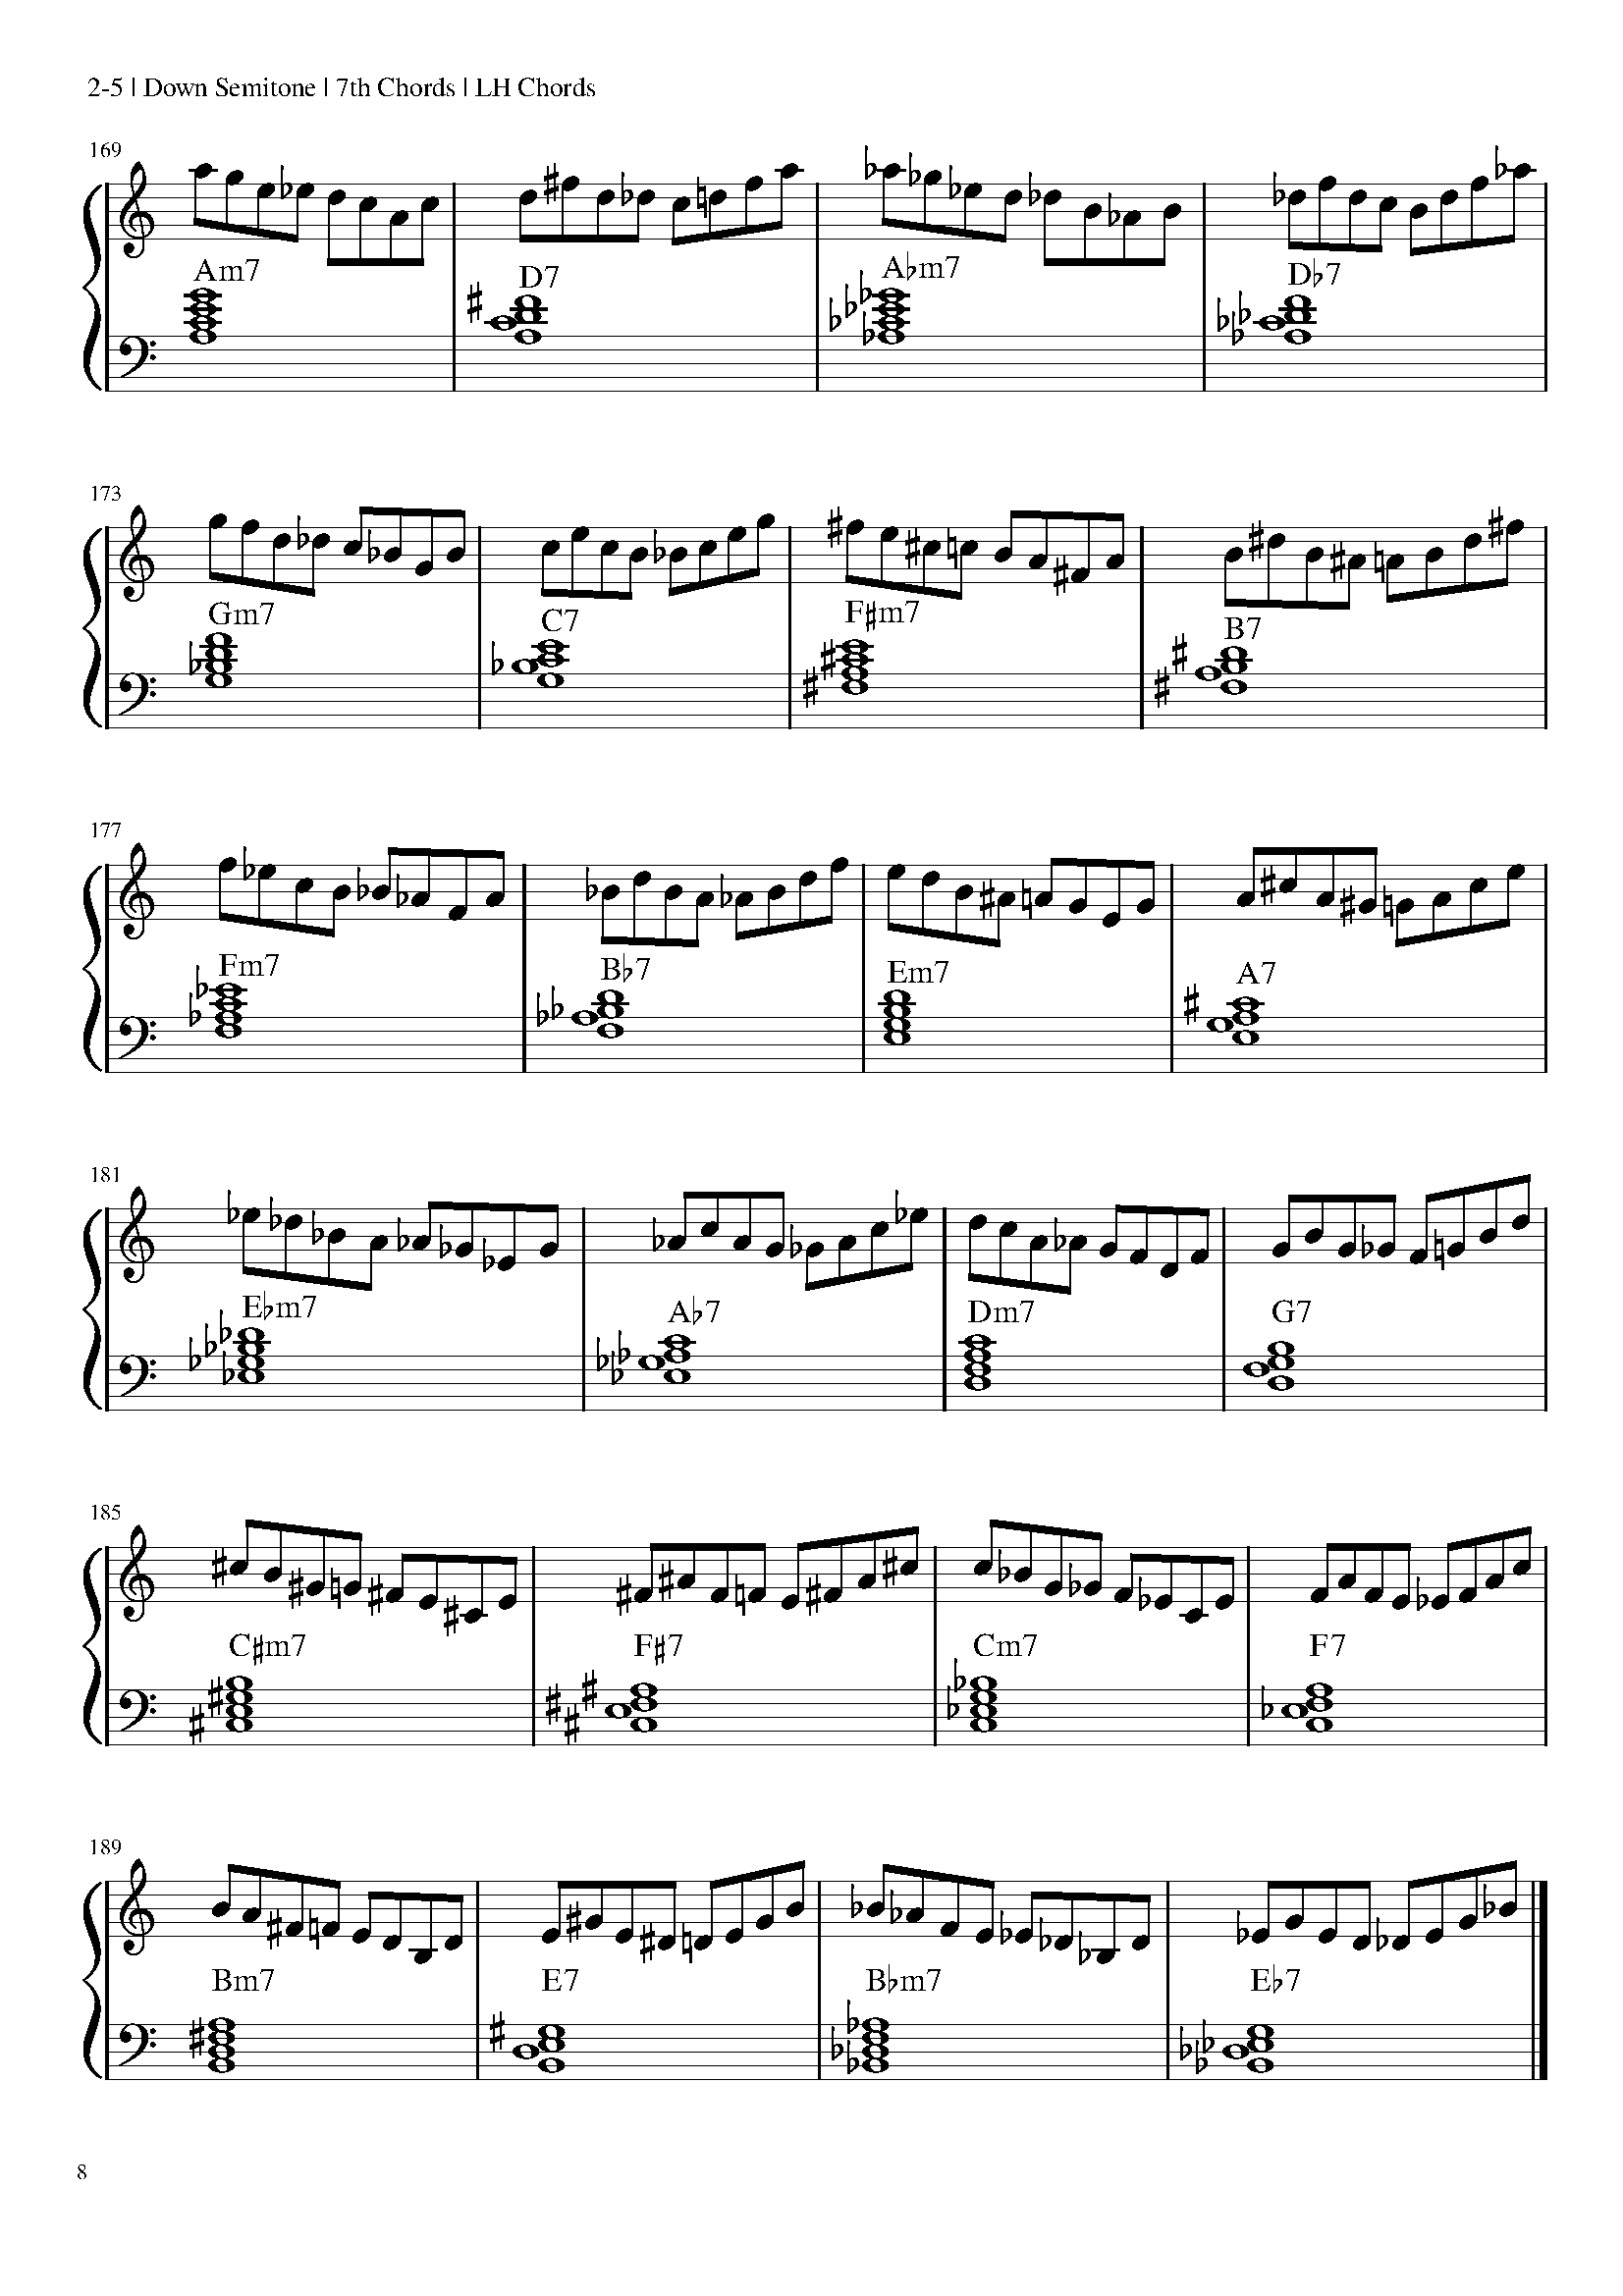 2-5 | Down Semitone | 7th Chords | LH Chords
169
Am7 D7 A♭m7 D♭7
173
Gm7 C7 F♯m7 B7
177
Fm7 B♭7 Em7 A7
181
E♭m7 A♭7 Dm7 G7
185
C♯m7 F♯7 Cm7 F7
189
Bm7 E7 B♭m7 E♭7
8